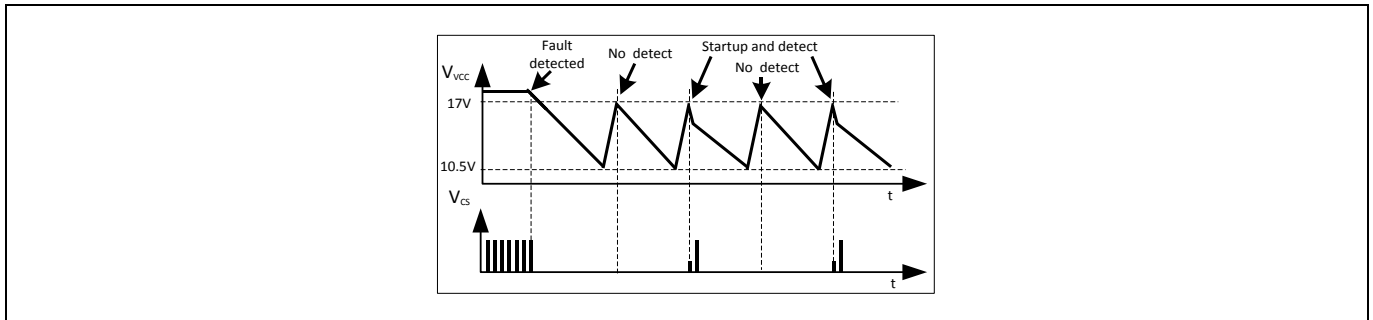 Fault
detected
No detect
Startup and detect
No detect
VVCC
17V
10.5V
t
VCS
t